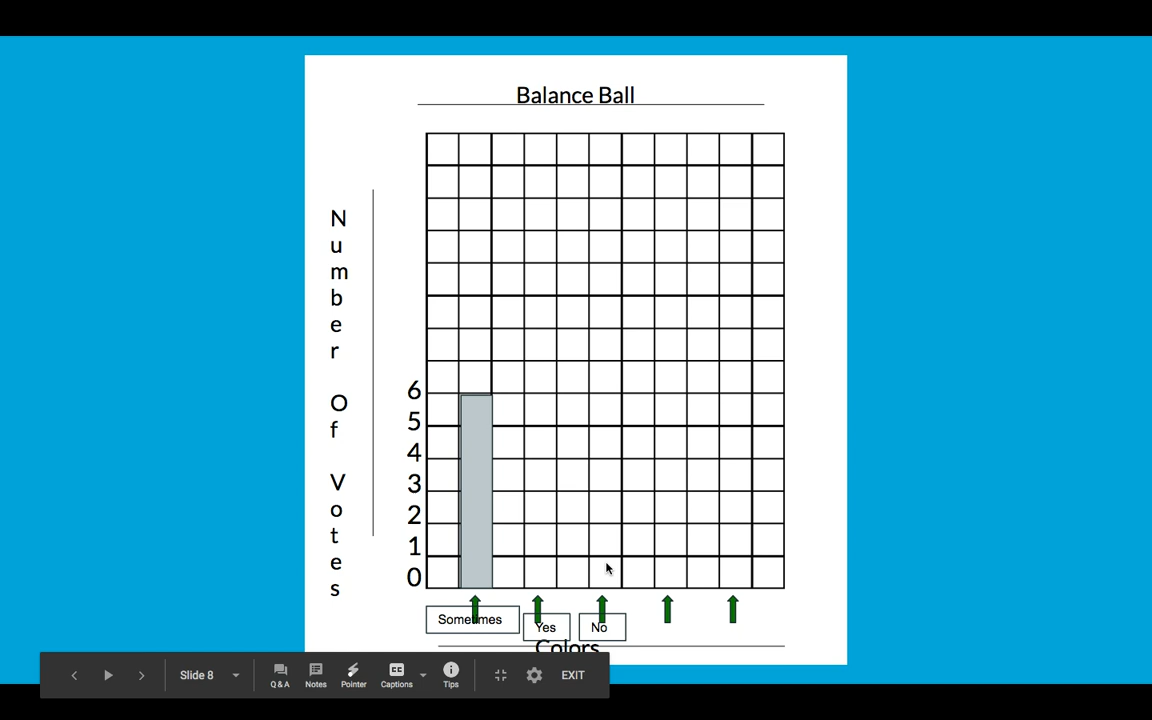 Balance Ball
Number Of Votes
6
5
4
3
2
1
0
Sometimes
Yes
No
Colors
Slide 8
Q & A
Notes
Pointer
Captions
Tips
EXIT
CC